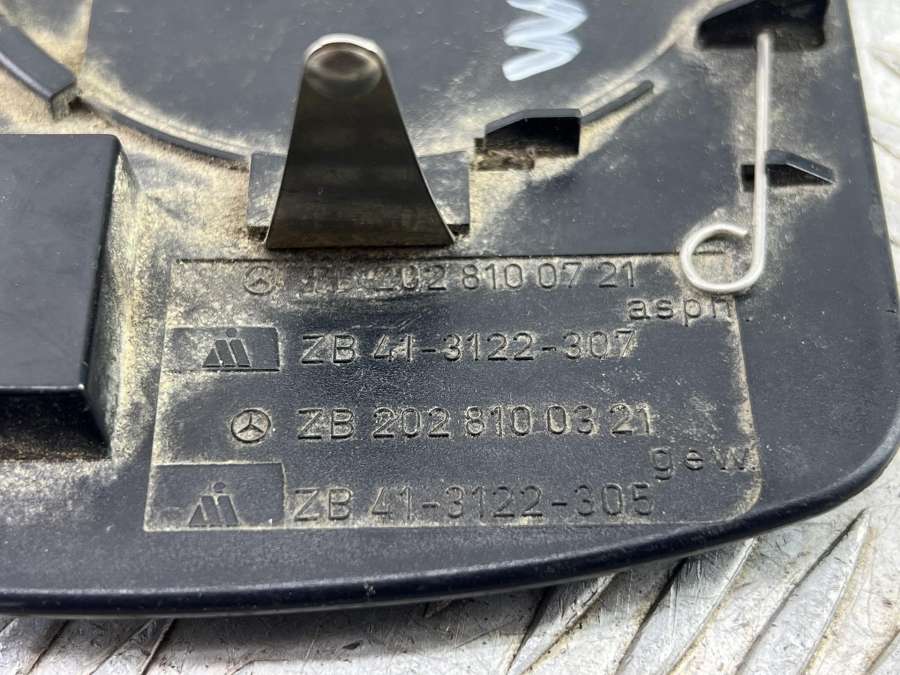 W
ZB 202 810 07 21
asph.
ZB 41-3122-307
ZB 202 810 03 21
gew.
ZB 41-3122-305